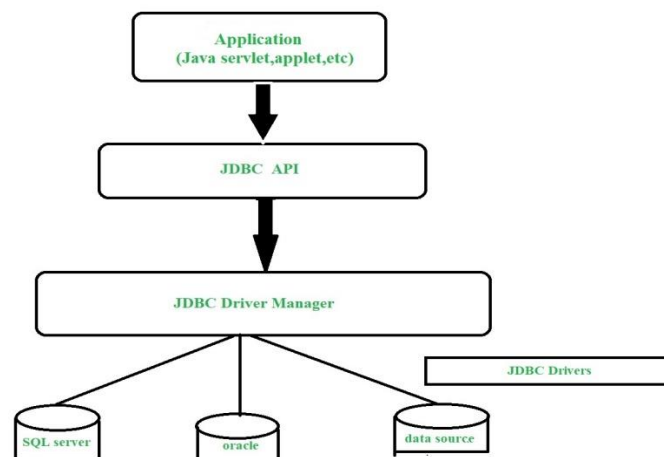 Application
(Java servlet,applet,etc)
JDBC API
JDBC Driver Manager
JDBC Drivers
SQL server
oracle
data source